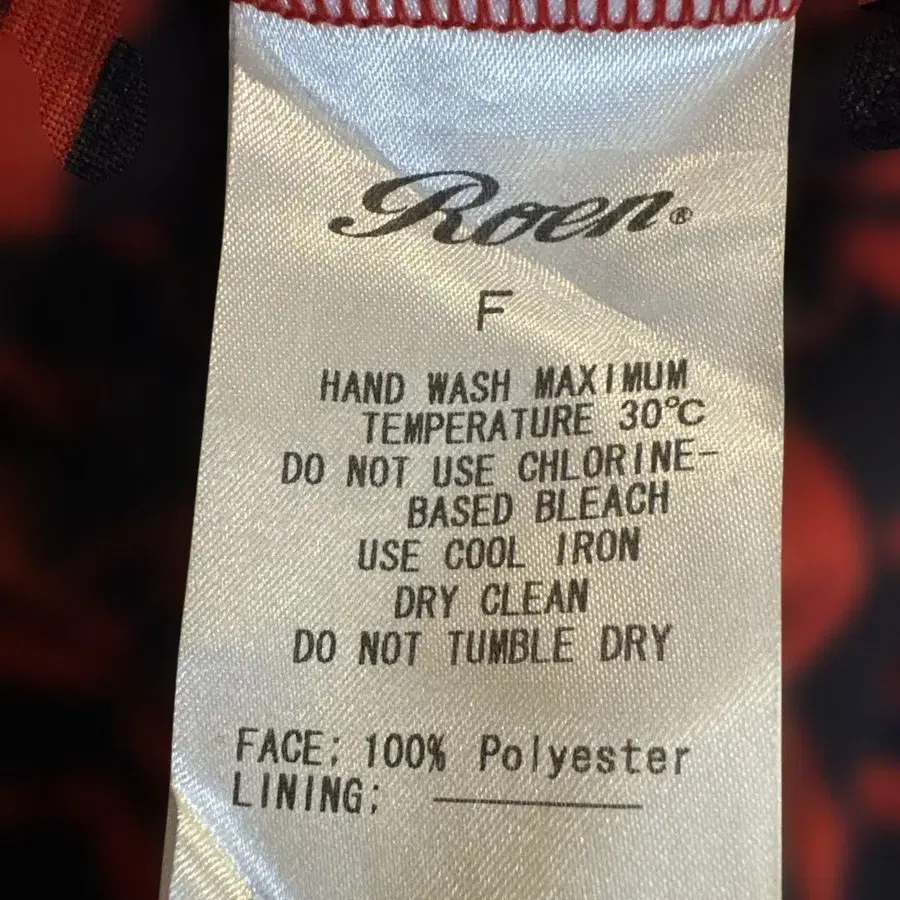 Roen®
F
HAND WASH MAXIMUM
TEMPERATURE 30℃
DO NOT USE CHLORINE-
BASED BLEACH
USE COOL IRON
DRY CLEAN
DO NOT TUMBLE DRY
FACE; 100% Polyester
LINING;